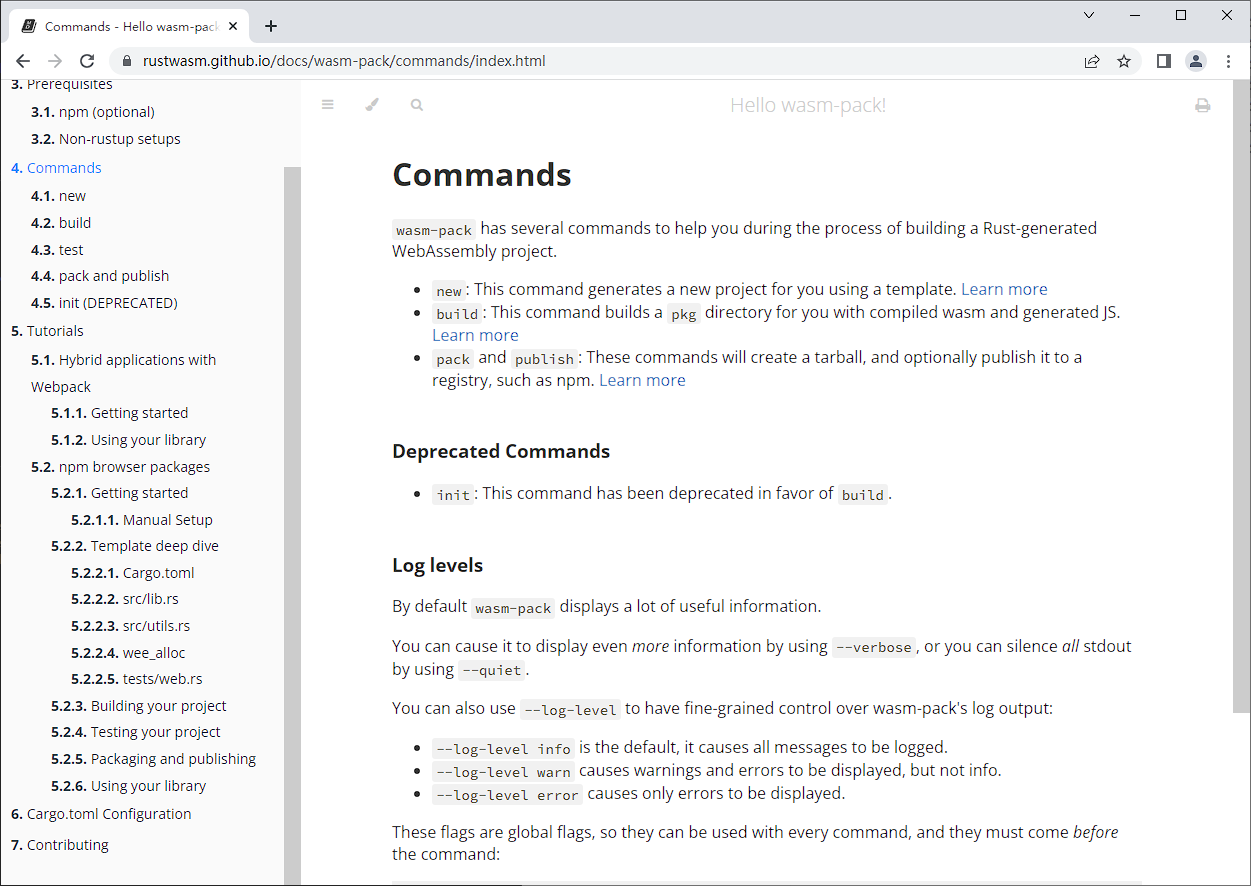 Commands - Hello wasm-pack
rustwasm.github.io/docs/wasm-pack/commands/index.html
3. Prerequisites
3.1. npm (optional)
3.2. Non-rustup setups
4. Commands
4.1. new
4.2. build
4.3. test
4.4. pack and publish
4.5. init (DEPRECATED)
5. Tutorials
5.1. Hybrid applications with
Webpack
5.1.1. Getting started
5.1.2. Using your library
5.2. npm browser packages
5.2.1. Getting started
5.2.1.1. Manual Setup
5.2.2. Template deep dive
5.2.2.1. Cargo.toml
5.2.2.2. src/lib.rs
5.2.2.3. src/utils.rs
5.2.2.4. wee_alloc
5.2.2.5. tests/web.rs
5.2.3. Building your project
5.2.4. Testing your project
5.2.5. Packaging and publishing
5.2.6. Using your library
6. Cargo.toml Configuration
7. Contributing
Hello wasm-pack!
Commands
wasm-pack has several commands to help you during the process of building a Rust-generated
WebAssembly project.
• new: This command generates a new project for you using a template. Learn more
• build: This command builds a pkg directory for you with compiled wasm and generated JS.
Learn more
• pack and publish: These commands will create a tarball, and optionally publish it to a
registry, such as npm. Learn more
Deprecated Commands
• init: This command has been deprecated in favor of build.
Log levels
By default wasm-pack displays a lot of useful information.
You can cause it to display even more information by using --verbose, or you can silence all stdout
by using --quiet.
You can also use --log-level to have fine-grained control over wasm-pack's log output:
• --log-level info is the default, it causes all messages to be logged.
• --log-level warn causes warnings and errors to be displayed, but not info.
• --log-level error causes only errors to be displayed.
These flags are global flags, so they can be used with every command, and they must come before
the command: